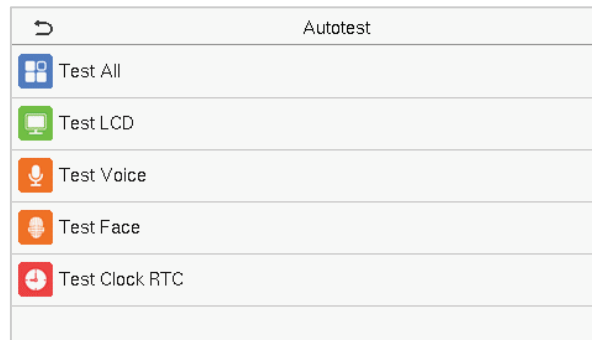 Autotest
Test All
Test LCD
Test Voice
Test Face
Test Clock RTC